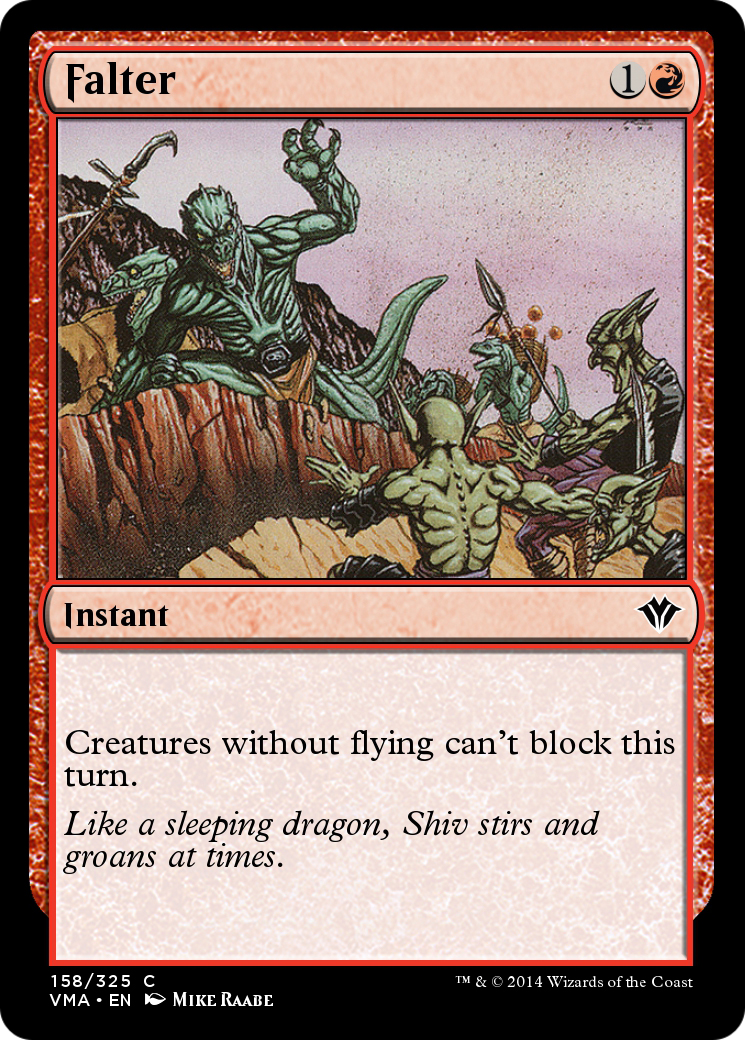 Falter 1
Instant
Creatures without flying can't block this
turn.
Like a sleeping dragon, Shiv stirs and
groans at times.
158/325 C
VMA • EN Mike Raabe
™ & © 2014 Wizards of the Coast